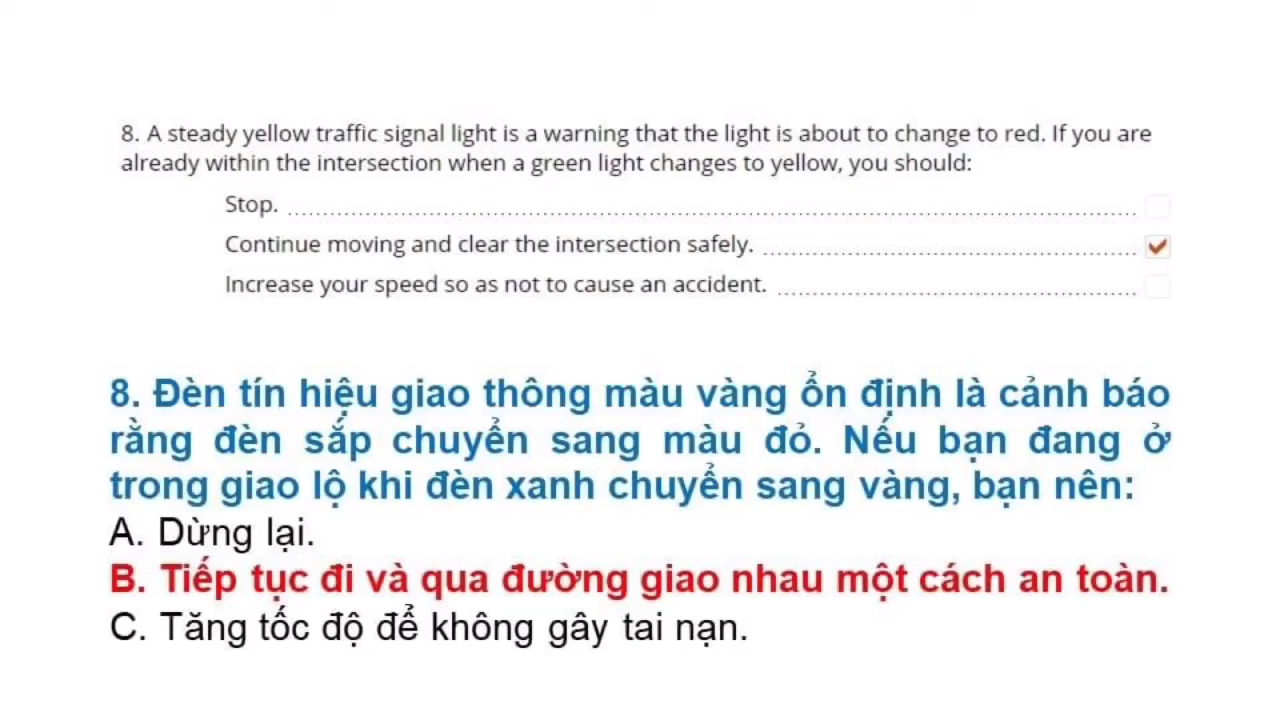 8. A steady yellow traffic signal light is a warning that the light is about to change to red. If you are
already within the intersection when a green light changes to yellow, you should:
Stop.
Continue moving and clear the intersection safely.
Increase your speed so as not to cause an accident.
8. Đèn tín hiệu giao thông màu vàng ổn định là cảnh báo
rằng đèn sắp chuyển sang màu đỏ. Nếu bạn đang ở
trong giao lộ khi đèn xanh chuyển sang vàng, bạn nên:
A. Dừng lại.
B. Tiếp tục đi và qua đường giao nhau một cách an toàn.
C. Tăng tốc độ để không gây tai nạn.